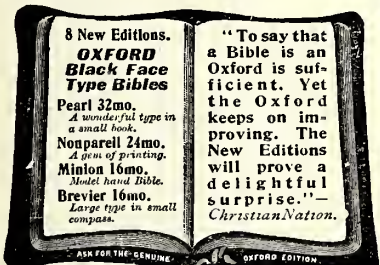 8 New Editions.
OXFORD
Black Face
Type Bibles
Pearl 32mo.
A wonderful type in
a small book.
Nonpareil 24mo.
A gem of printing.
Minion 16mo.
Model hand Bible.
Brevier 16mo.
Large type in small
compass.
"To say that
a Bible is an
Oxford is suf-
ficient. Yet
the Oxford
keeps on im-
proving. The
New Editions
will prove a
delightful
surprise."—
Christian Nation.
ASK FOR THE GENUINE OXFORD EDITION.